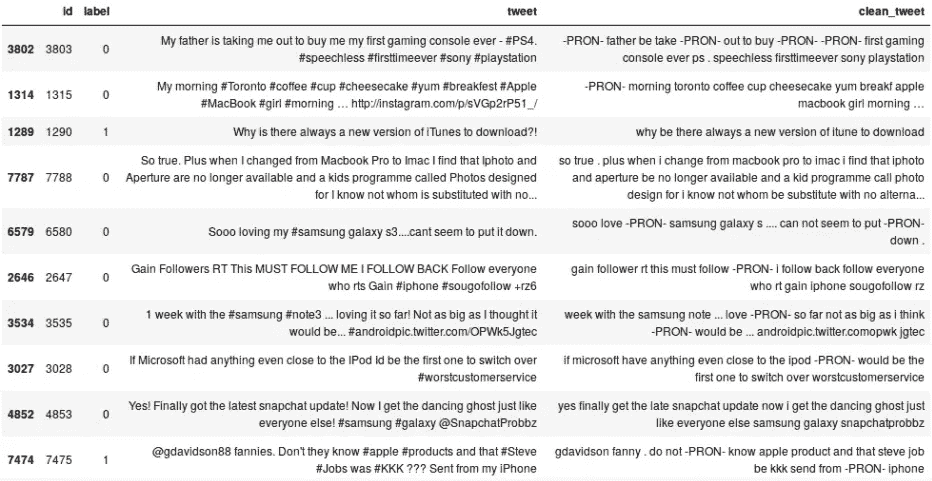 id label tweet clean_tweet
3802 3803 0 My father is taking me out to buy me my first gaming console ever - #PS4. -PRON- father be take -PRON- out to buy -PRON- -PRON- first gaming
#speechless #firsttimeever #sony #playstation console ever ps . speechless firsttimeever sony playstation
1314 1315 0 My morning #Toronto #coffee #cup #cheesecake #yum #breakfast #Apple -PRON- morning toronto coffee cup cheesecake yum breakf apple
#MacBook #girl #morning … http://instagram.com/p/sVGp2rP51_/ macbook girl morning …
1289 1290 1 Why is there always a new version of iTunes to download?! why be there always a new version of itune to download
7787 7788 0 So true. Plus when I changed from Macbook Pro to Imac I find that Iphoto and so true . plus when i change from macbook pro to imac i find that iphoto
Aperture are no longer available and a kids programme called Photos designed and aperture be no longer available and a kid programme call photo
for I know not whom is substituted with no... design for i know not whom be substitute with no alterna...
6579 6580 0 Sooo loving my #samsung galaxy s3....cant seem to put it down. sooo love -PRON- samsung galaxy s .... can not seem to put -PRON-
down .
2646 2647 0 Gain Followers RT This MUST FOLLOW ME I FOLLOW BACK Follow everyone gain follower rt this must follow -PRON- i follow back follow everyone
who rts Gain #iphone #sougofollow +rz6 who rt gain iphone sougofollow rz
3534 3535 0 1 week with the #samsung #note3 ... loving it so far! Not as big as I thought it week with the samsung note ... love -PRON- so far not as big as i think
would be... #androidpic.twitter.com/OPWk5Jgtec -PRON- would be ... androidpic.twitter.comopwk jgtec
3027 3028 0 If Microsoft had anything even close to the IPod Id be the first one to switch over if microsoft have anything even close to the ipod -PRON- would be the
#worstcustomerservice first one to switch over worstcustomerservice
4852 4853 0 Yes! Finally got the latest snapchat update! Now I get the dancing ghost just like yes finally get the late snapchat update now i get the dancing ghost just
everyone else! #samsung #galaxy @SnapchatProbbz like everyone else samsung galaxy snapchatprobbz
7474 7475 1 @gdavidson88 fannies. Don't they know #apple #products and that #Steve gdavidson fanny . do not -PRON- know apple product and that steve job
#Jobs was #KKK ??? Sent from my iPhone be kkk send from -PRON- iphone